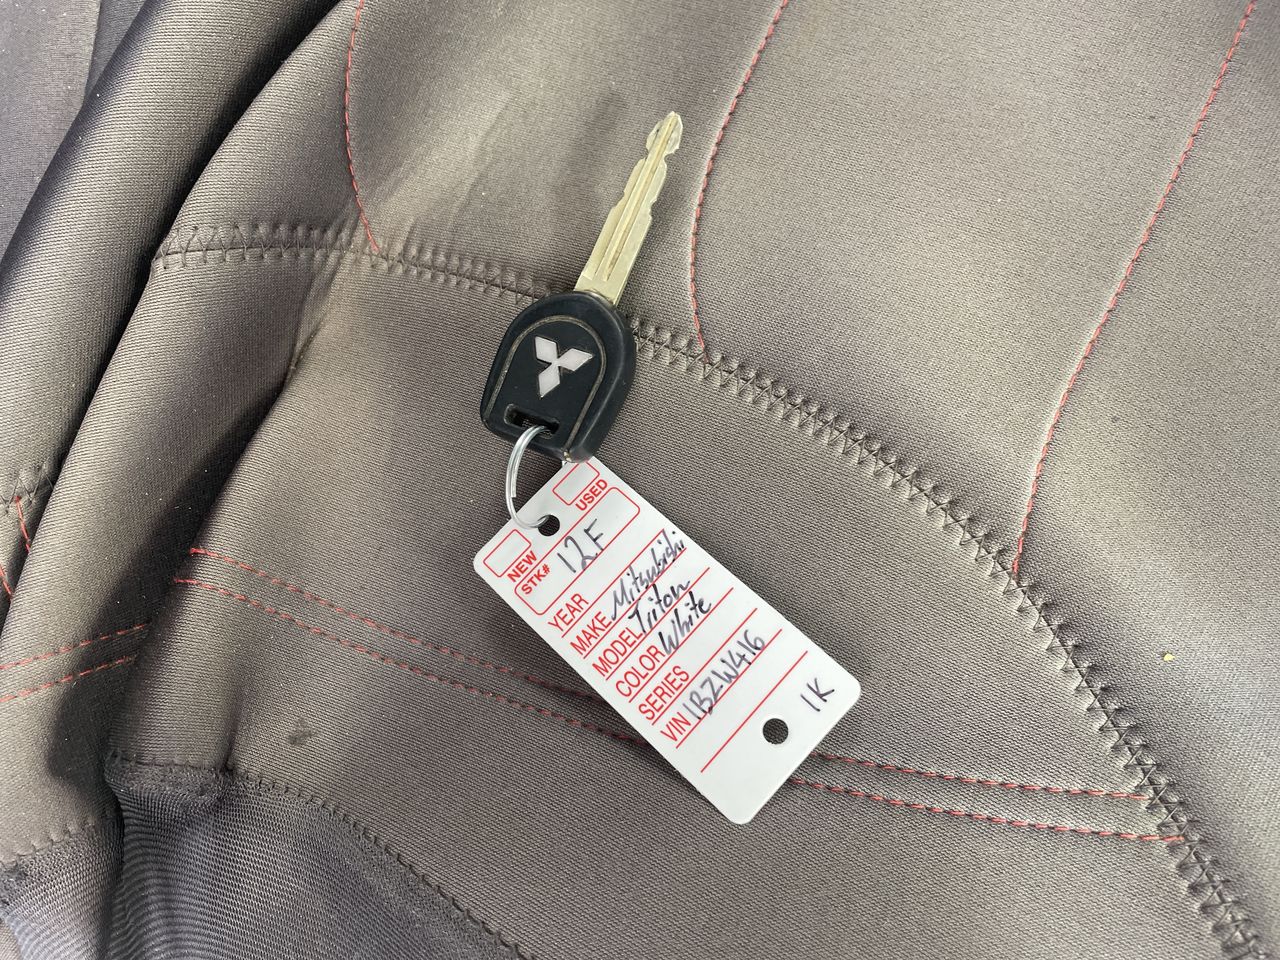 USED
NEW
STK# 12F
YEAR
MAKE Mitsubishi
MODEL Triton
COLOR White
SERIES
VIN 1BZW416
1K